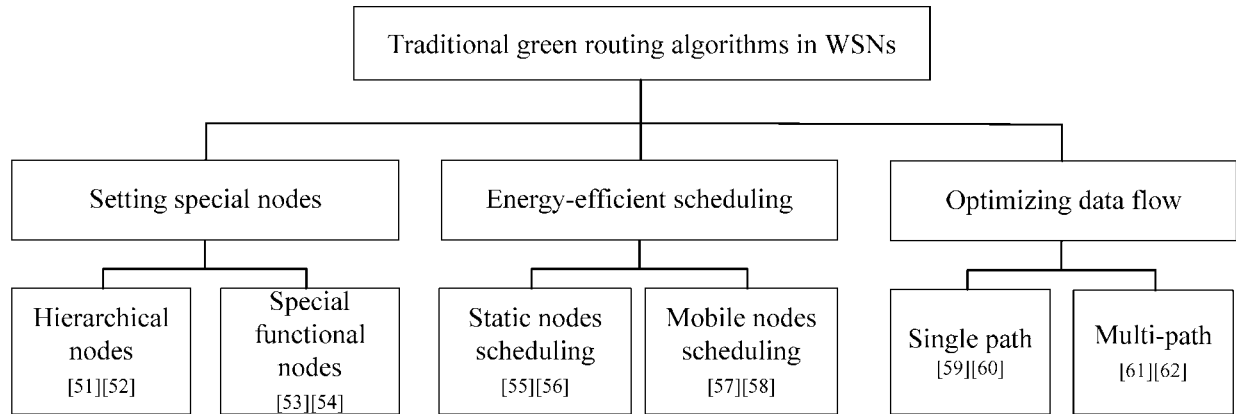 Traditional green routing algorithms in WSNs
Setting special nodes
Energy-efficient scheduling
Optimizing data flow
Hierarchical
nodes
[51][52]
Special
functional
nodes
[53][54]
Static nodes
scheduling
[55][56]
Mobile nodes
scheduling
[57][58]
Single path
[59][60]
Multi-path
[61][62]